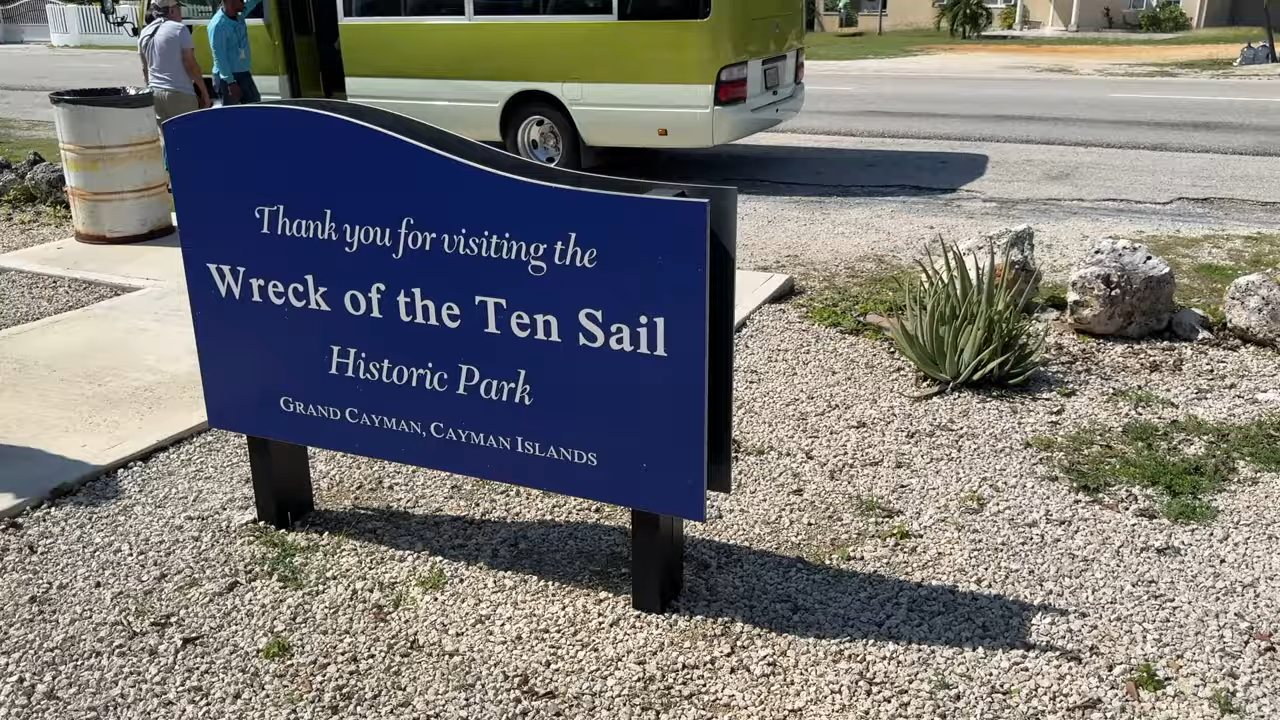 Thank you for visiting the
Wreck of the Ten Sail
Historic Park
GRAND CAYMAN, CAYMAN ISLANDS